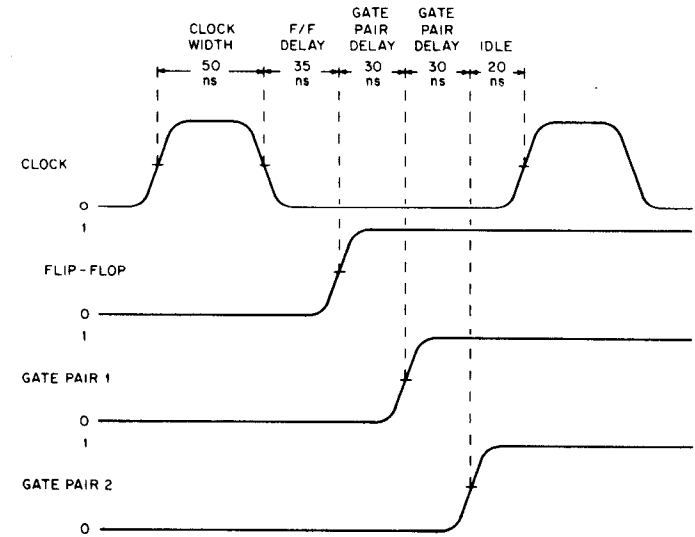 CLOCK WIDTH
50 ns
F/F DELAY
35 ns
GATE PAIR DELAY
30 ns
GATE PAIR DELAY
30 ns
IDLE
20 ns
CLOCK
0
1
FLIP-FLOP
0
1
GATE PAIR 1
0
1
GATE PAIR 2
0